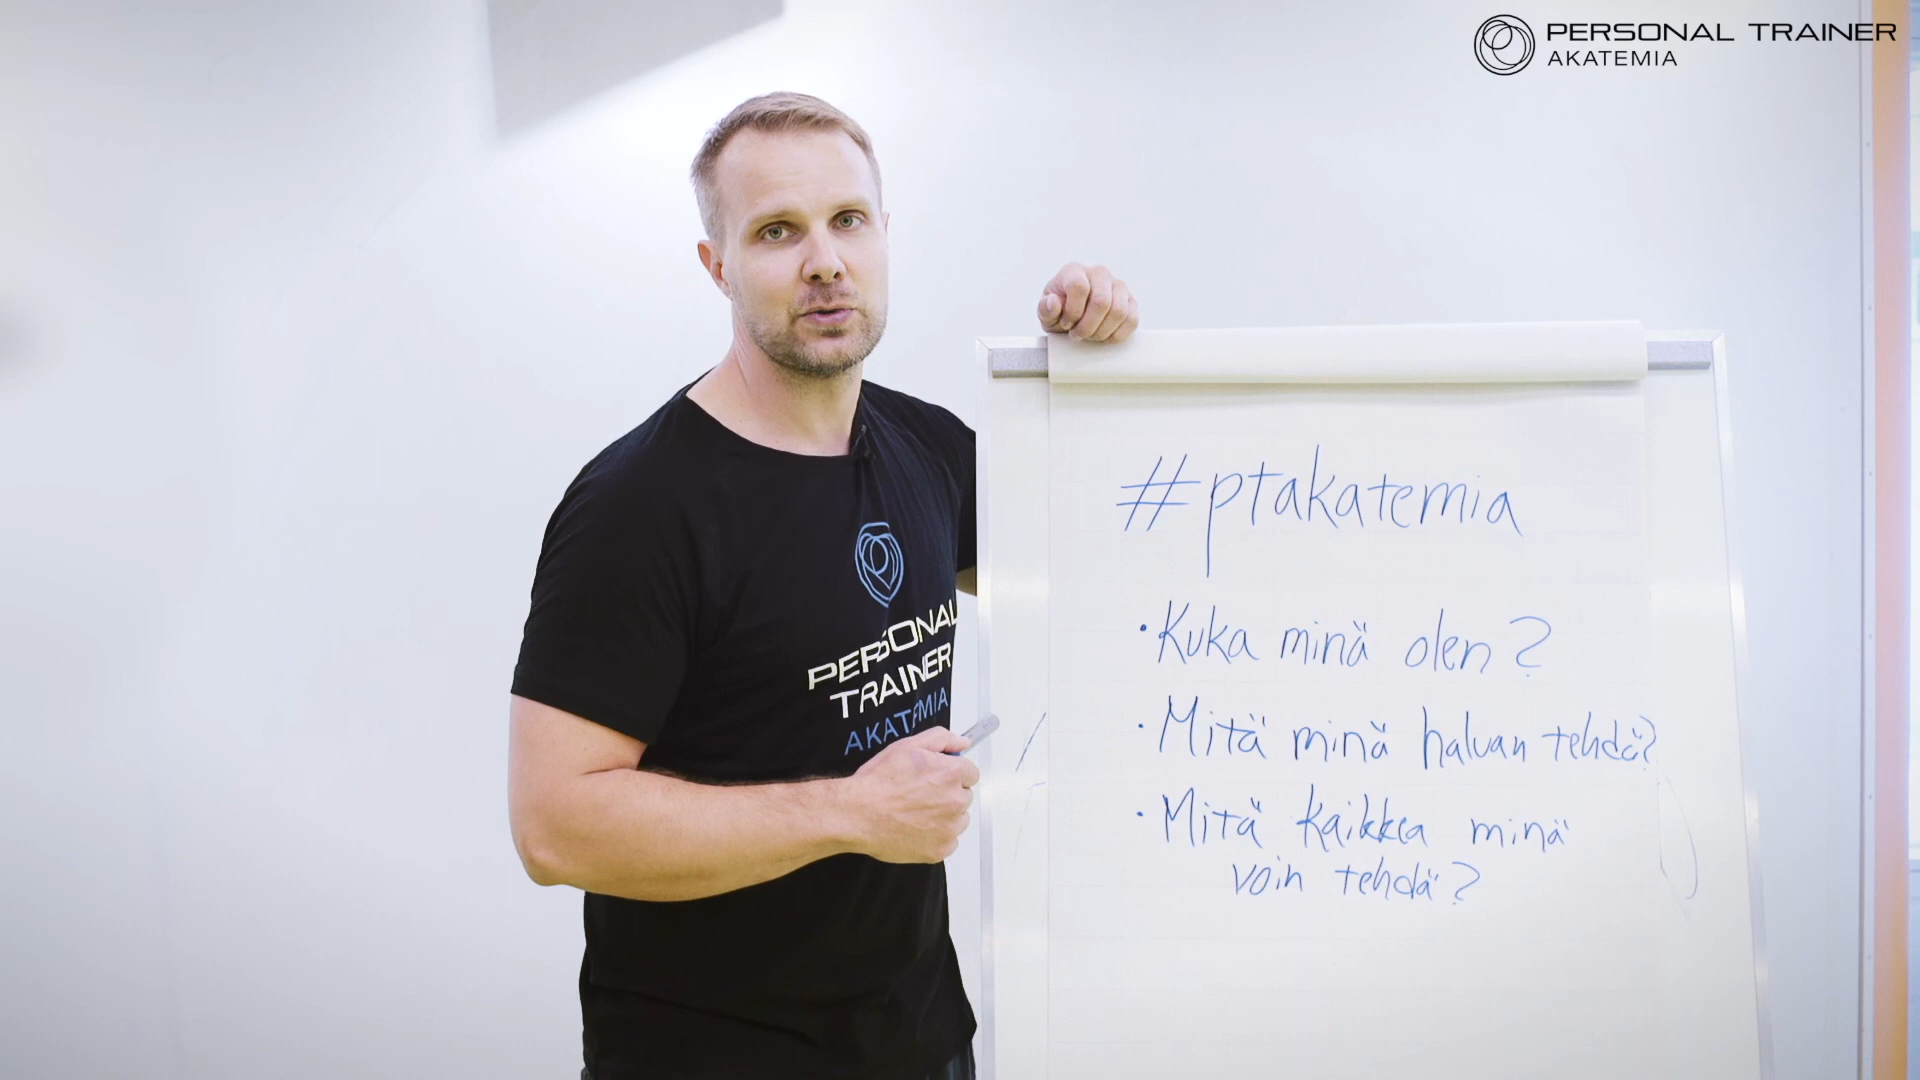 PERSONAL TRAINER
AKATEMIA
PERSONAL
TRAINER
AKATEMIA
#ptakatemia
• Kuka minä olen?
• Mitä minä haluan tehdä?
• Mitä kaikkea minä
voin tehdä?